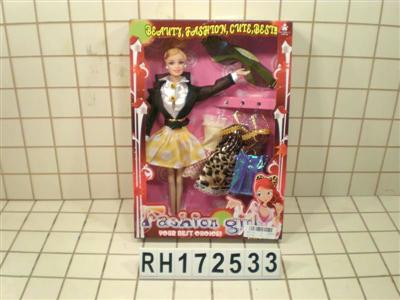 BEAUTY, FASHION, CUTE, BEST!!
Fashion girl
YOUR BEST CHOICE!
RH172533